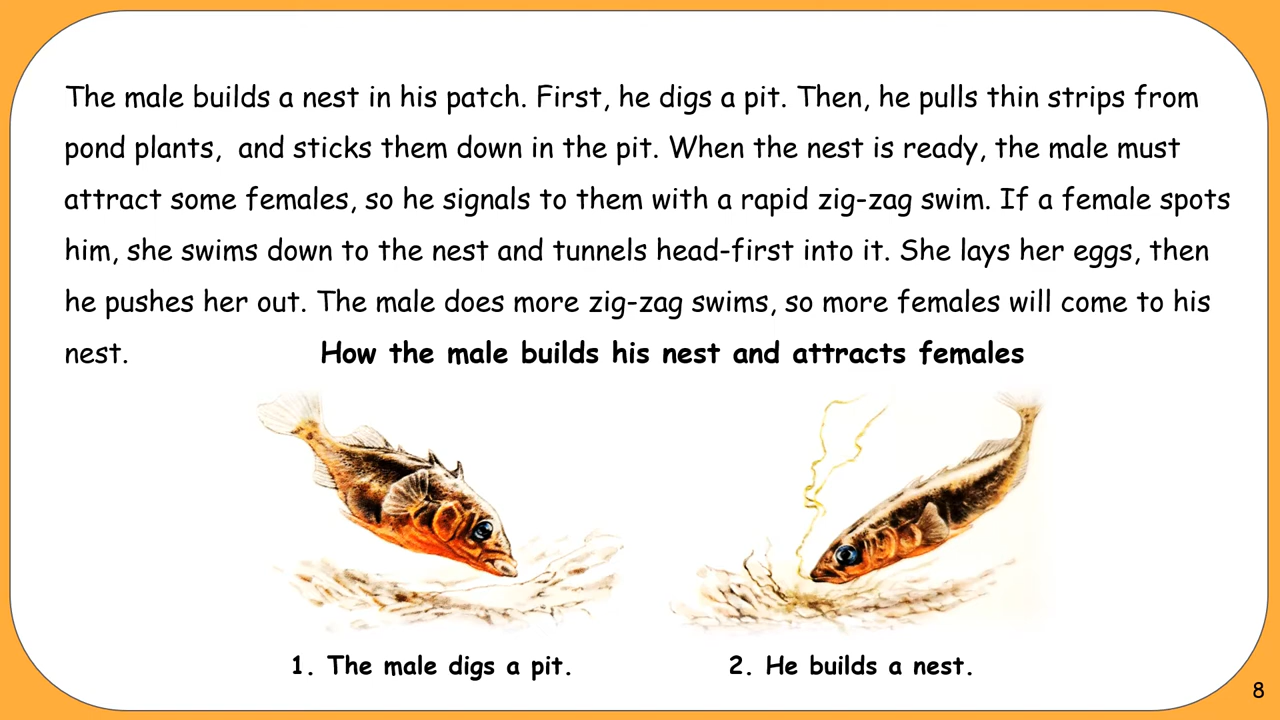 The male builds a nest in his patch. First, he digs a pit. Then, he pulls thin strips from
pond plants,  and sticks them down in the pit. When the nest is ready, the male must
attract some females, so he signals to them with a rapid zig-zag swim. If a female spots
him, she swims down to the nest and tunnels head-first into it. She lays her eggs, then
he pushes her out. The male does more zig-zag swims, so more females will come to his
nest.
How the male builds his nest and attracts females
1. The male digs a pit.
2. He builds a nest.
8